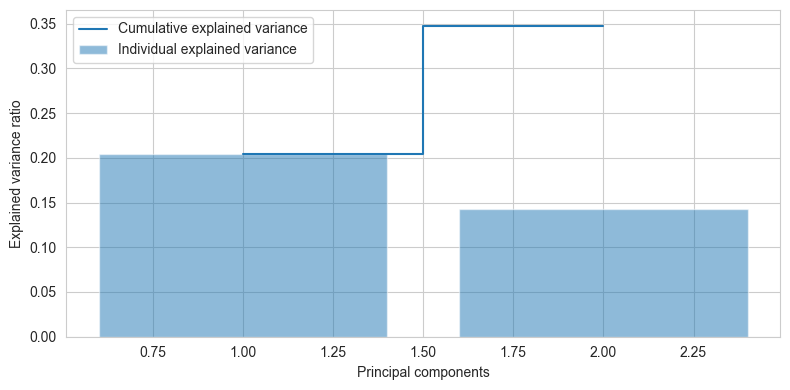 Cumulative explained variance
Individual explained variance
Explained variance ratio
0.35
0.30
0.25
0.20
0.15
0.10
0.05
0.00
0.75 1.00 1.25 1.50 1.75 2.00 2.25
Principal components